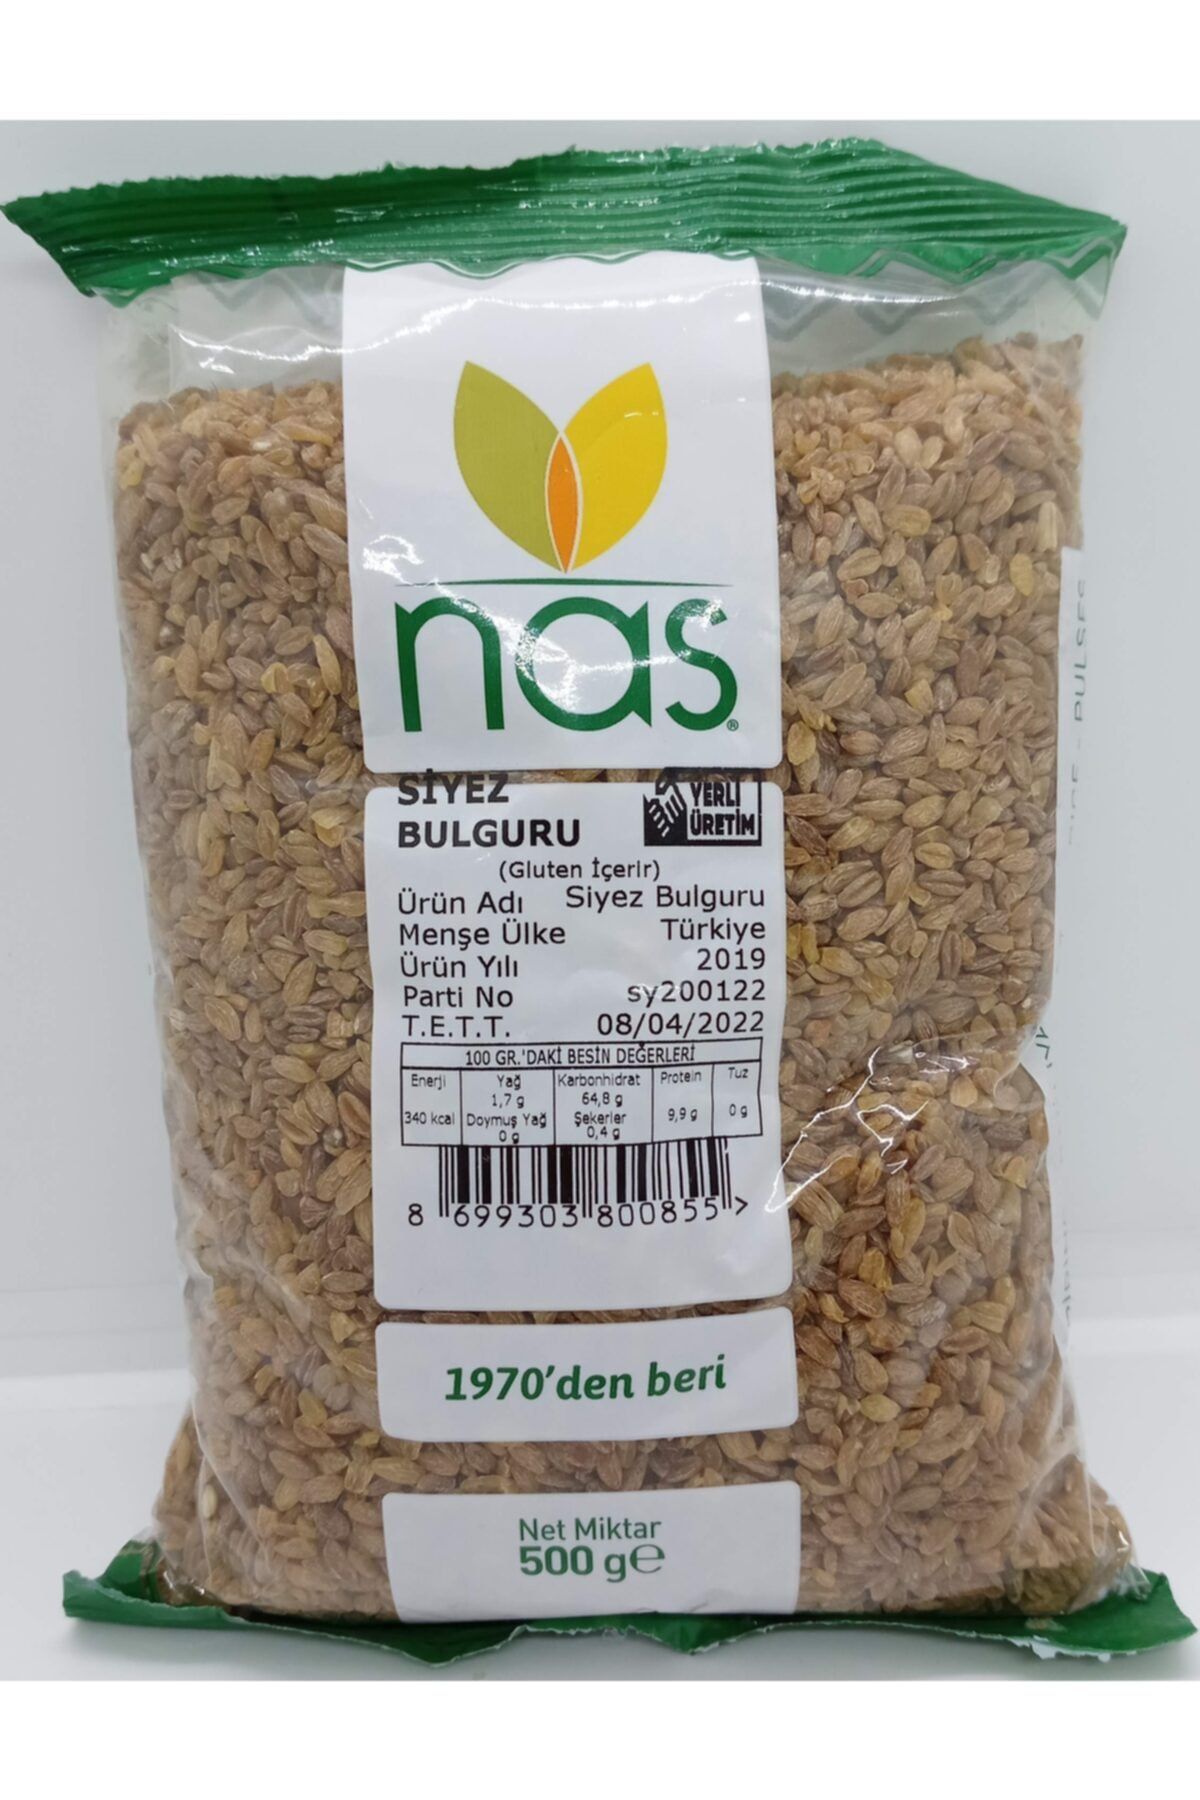 nas®
SİYEZ
BULGURU
YERLİ
ÜRETİM
(Gluten İçerir)
Ürün Adı Siyez Bulguru
Menşe Ülke Türkiye
Ürün Yılı 2019
Parti No sy200122
T.E.T.T. 08/04/2022
100 GR.'DAKİ BESİN DEĞERLERİ
Enerji Yağ Karbonhidrat Protein Tuz
1,7 g 64,8 g
340 kcal Doymuş Yağ Şekerler 9,9 g 0 g
0 g 0,4 g
8 699303 800855 >
1970'den beri
Net Miktar
500 g e
PULSES